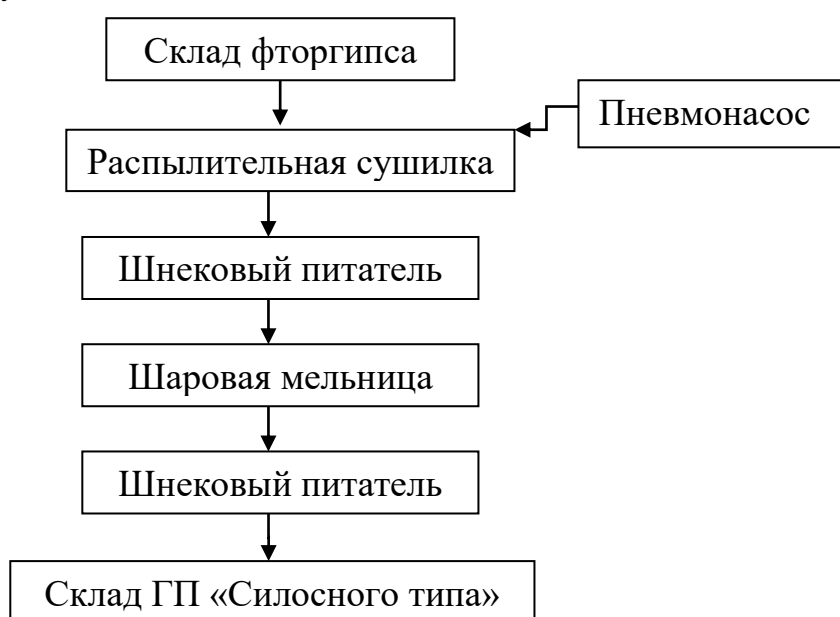 Склад фторгипса
Пневмонасос
Распылительная сушилка
Шнековый питатель
Шаровая мельница
Шнековый питатель
Склад ГП «Силосного типа»